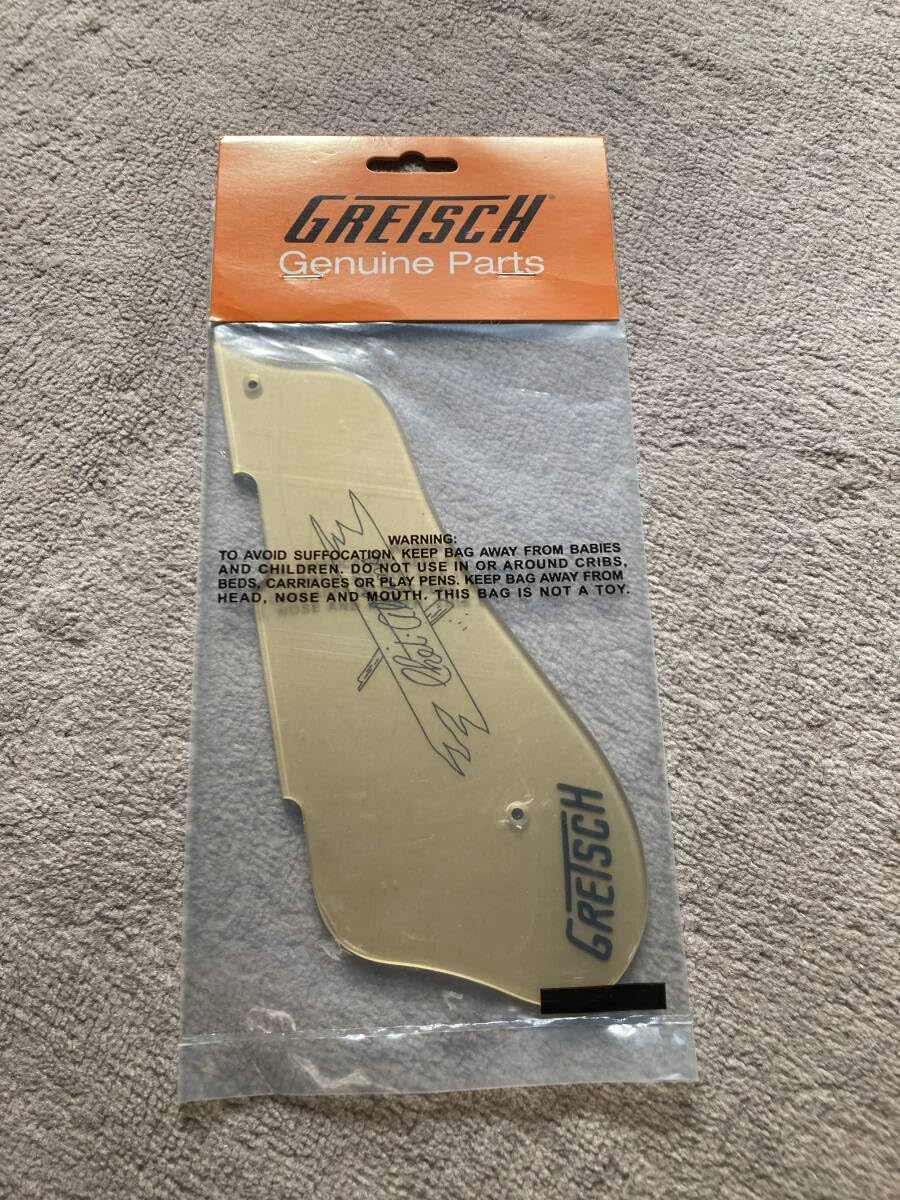 GRETSCH®
Genuine Parts
WARNING:
TO AVOID SUFFOCATION, KEEP BAG AWAY FROM BABIES
AND CHILDREN. DO NOT USE IN OR AROUND CRIBS,
BEDS, CARRIAGES OR PLAY PENS. KEEP BAG AWAY FROM
HEAD, NOSE AND MOUTH. THIS BAG IS NOT A TOY.
Chet
GRETSCH